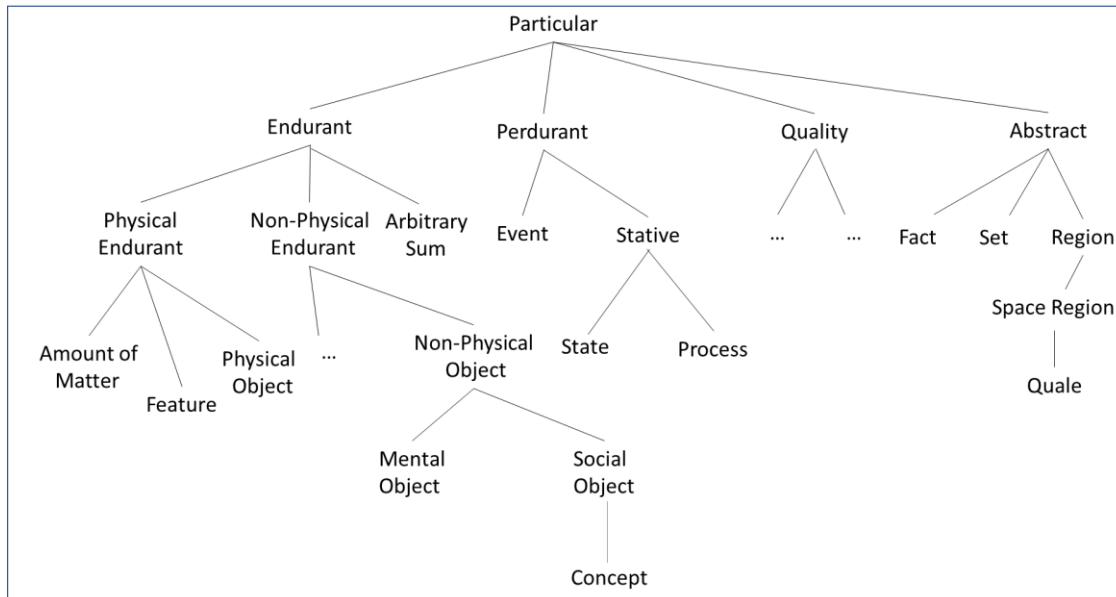 Particular
Endurant
Perdurant
Quality
Abstract
Physical
Endurant
Non-Physical
Endurant
Arbitrary
Sum
Event
Stative
...
...
Fact
Set
Region
Space Region
Amount of
Matter
Feature
Physical
Object
...
Non-Physical
Object
State
Process
Quale
Mental
Object
Social
Object
Concept